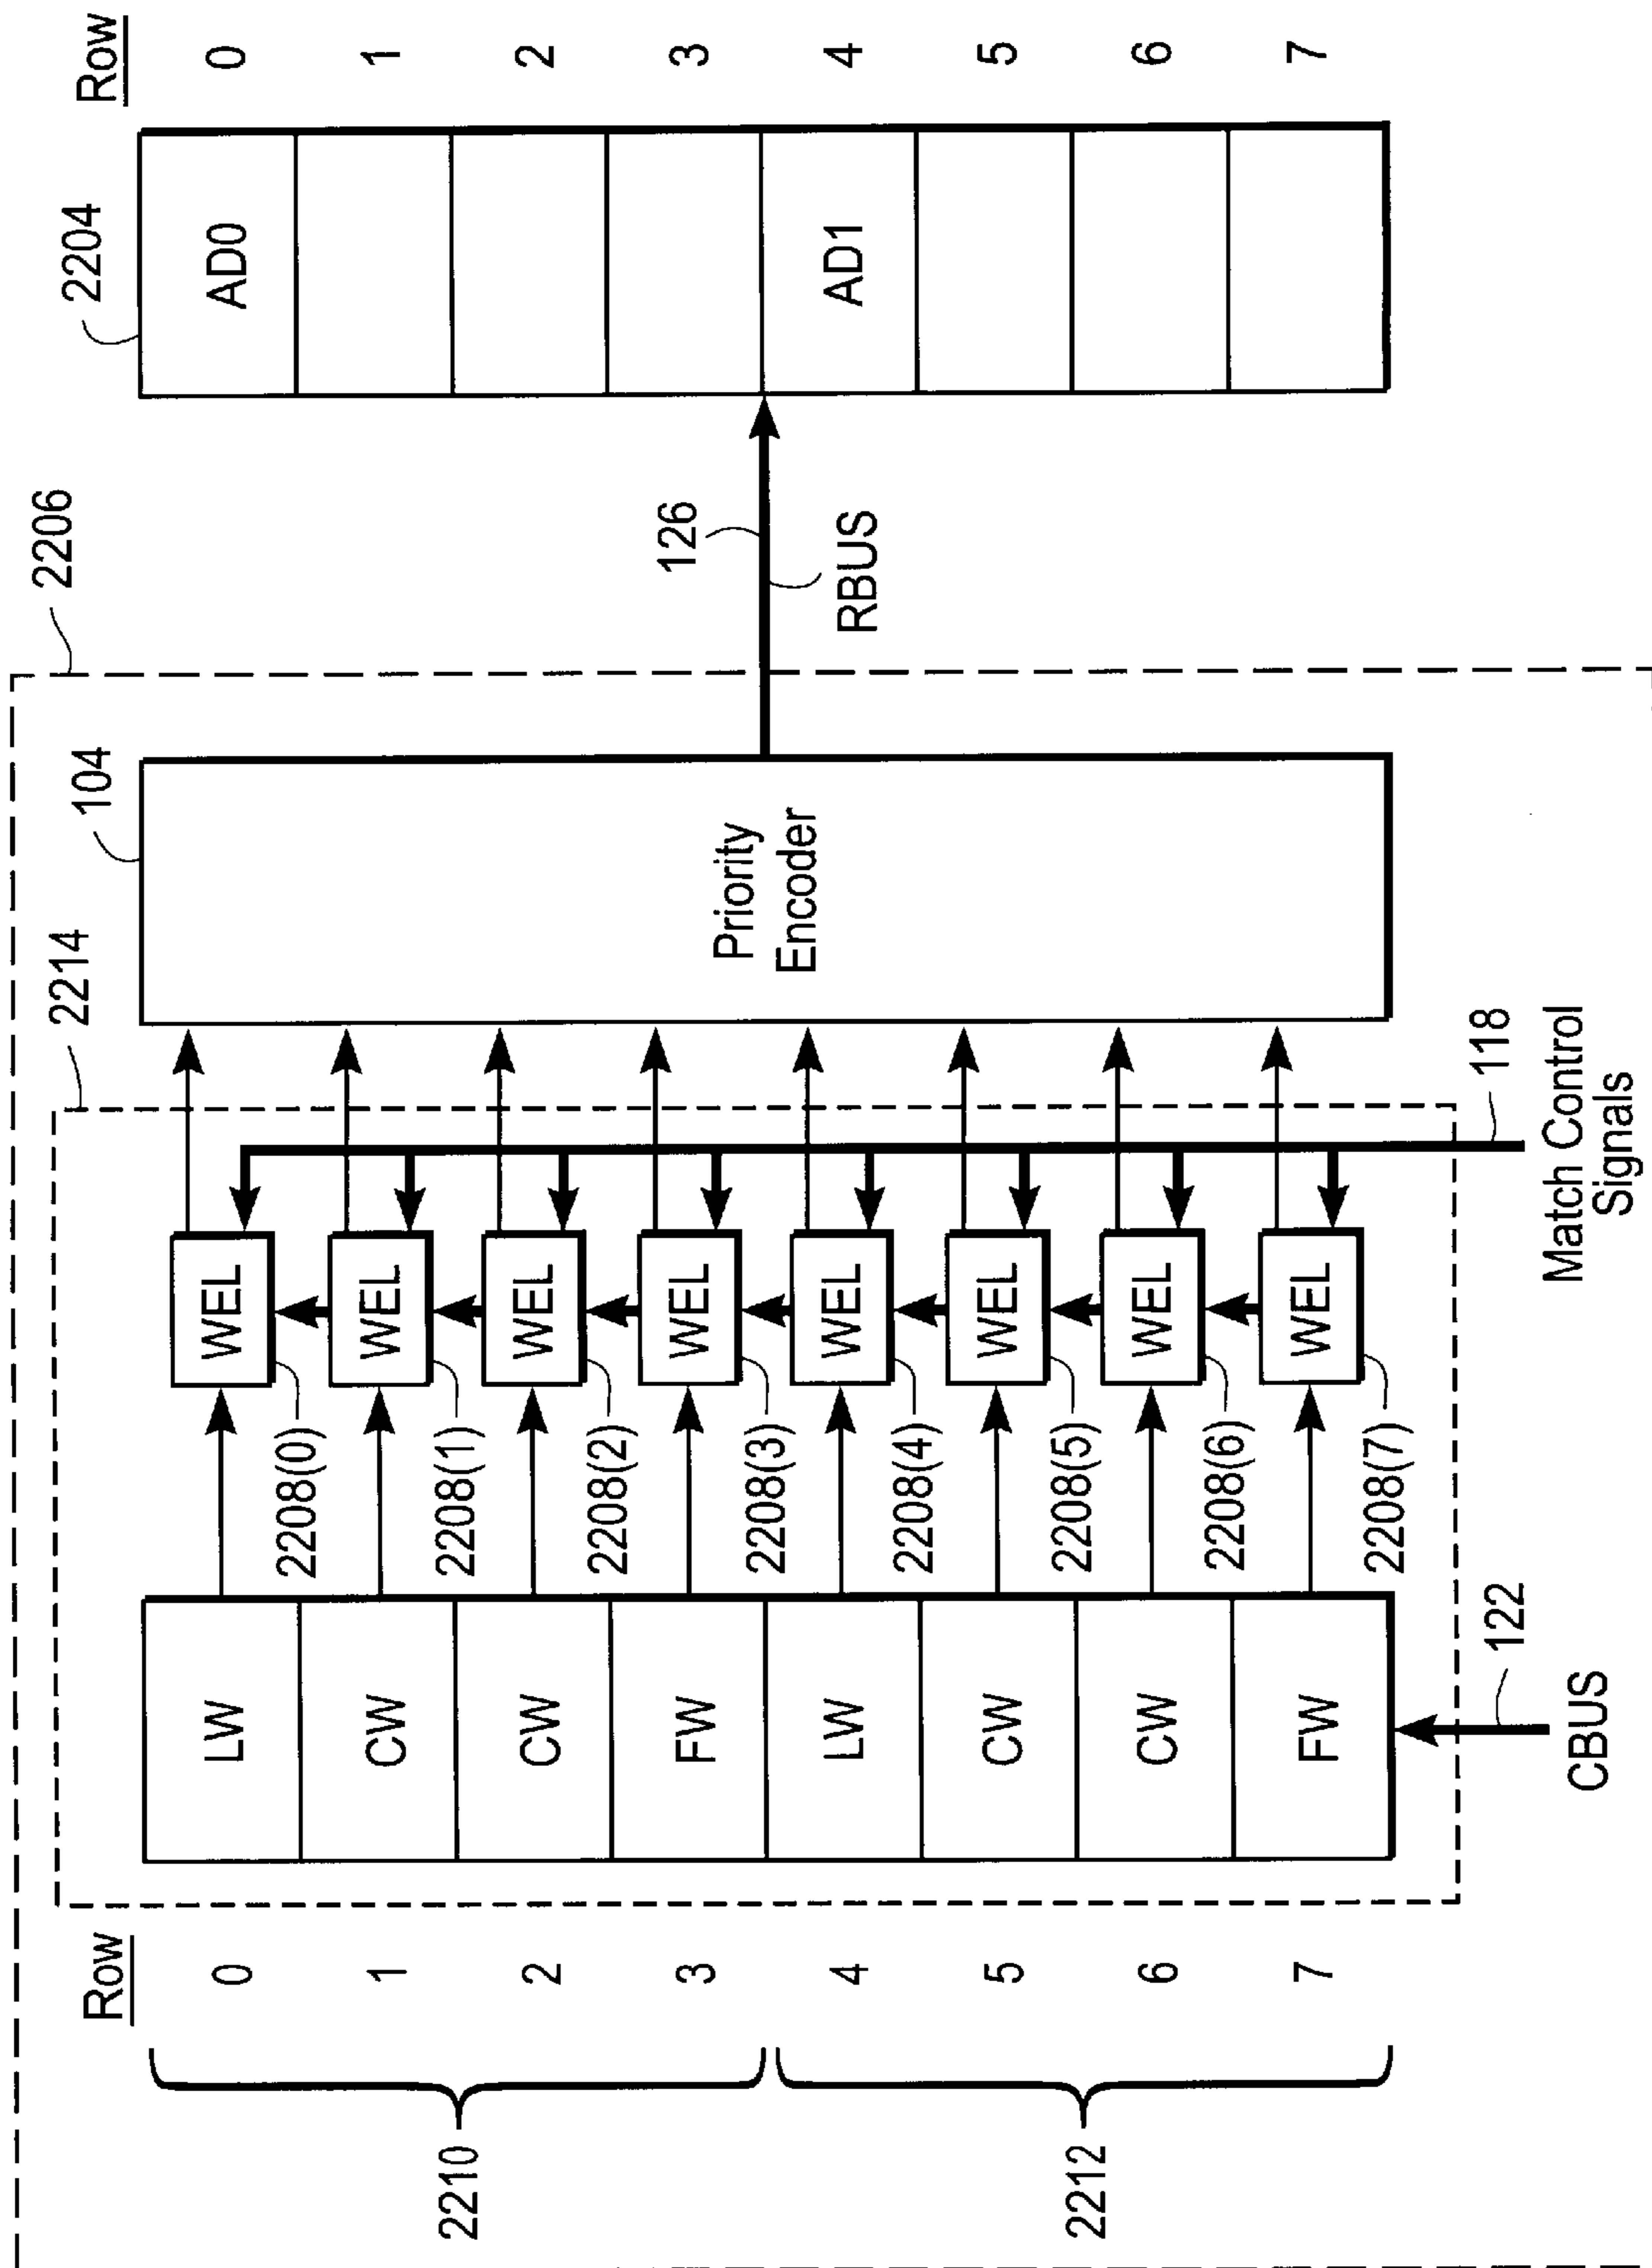 2206
2214
104
2204
Row
Row
0
LW
WEL
2208(0)
AD0
0
1
CW
WEL
2208(1)
1
2
CW
WEL
2208(2)
2
3
FW
WEL
2208(3)
3
2210
Priority
Encoder
126
RBUS
4
LW
WEL
2208(4)
AD1
4
5
CW
WEL
2208(5)
5
6
CW
WEL
2208(6)
6
7
FW
WEL
2208(7)
7
2212
122
CBUS
118
Match Control
Signals